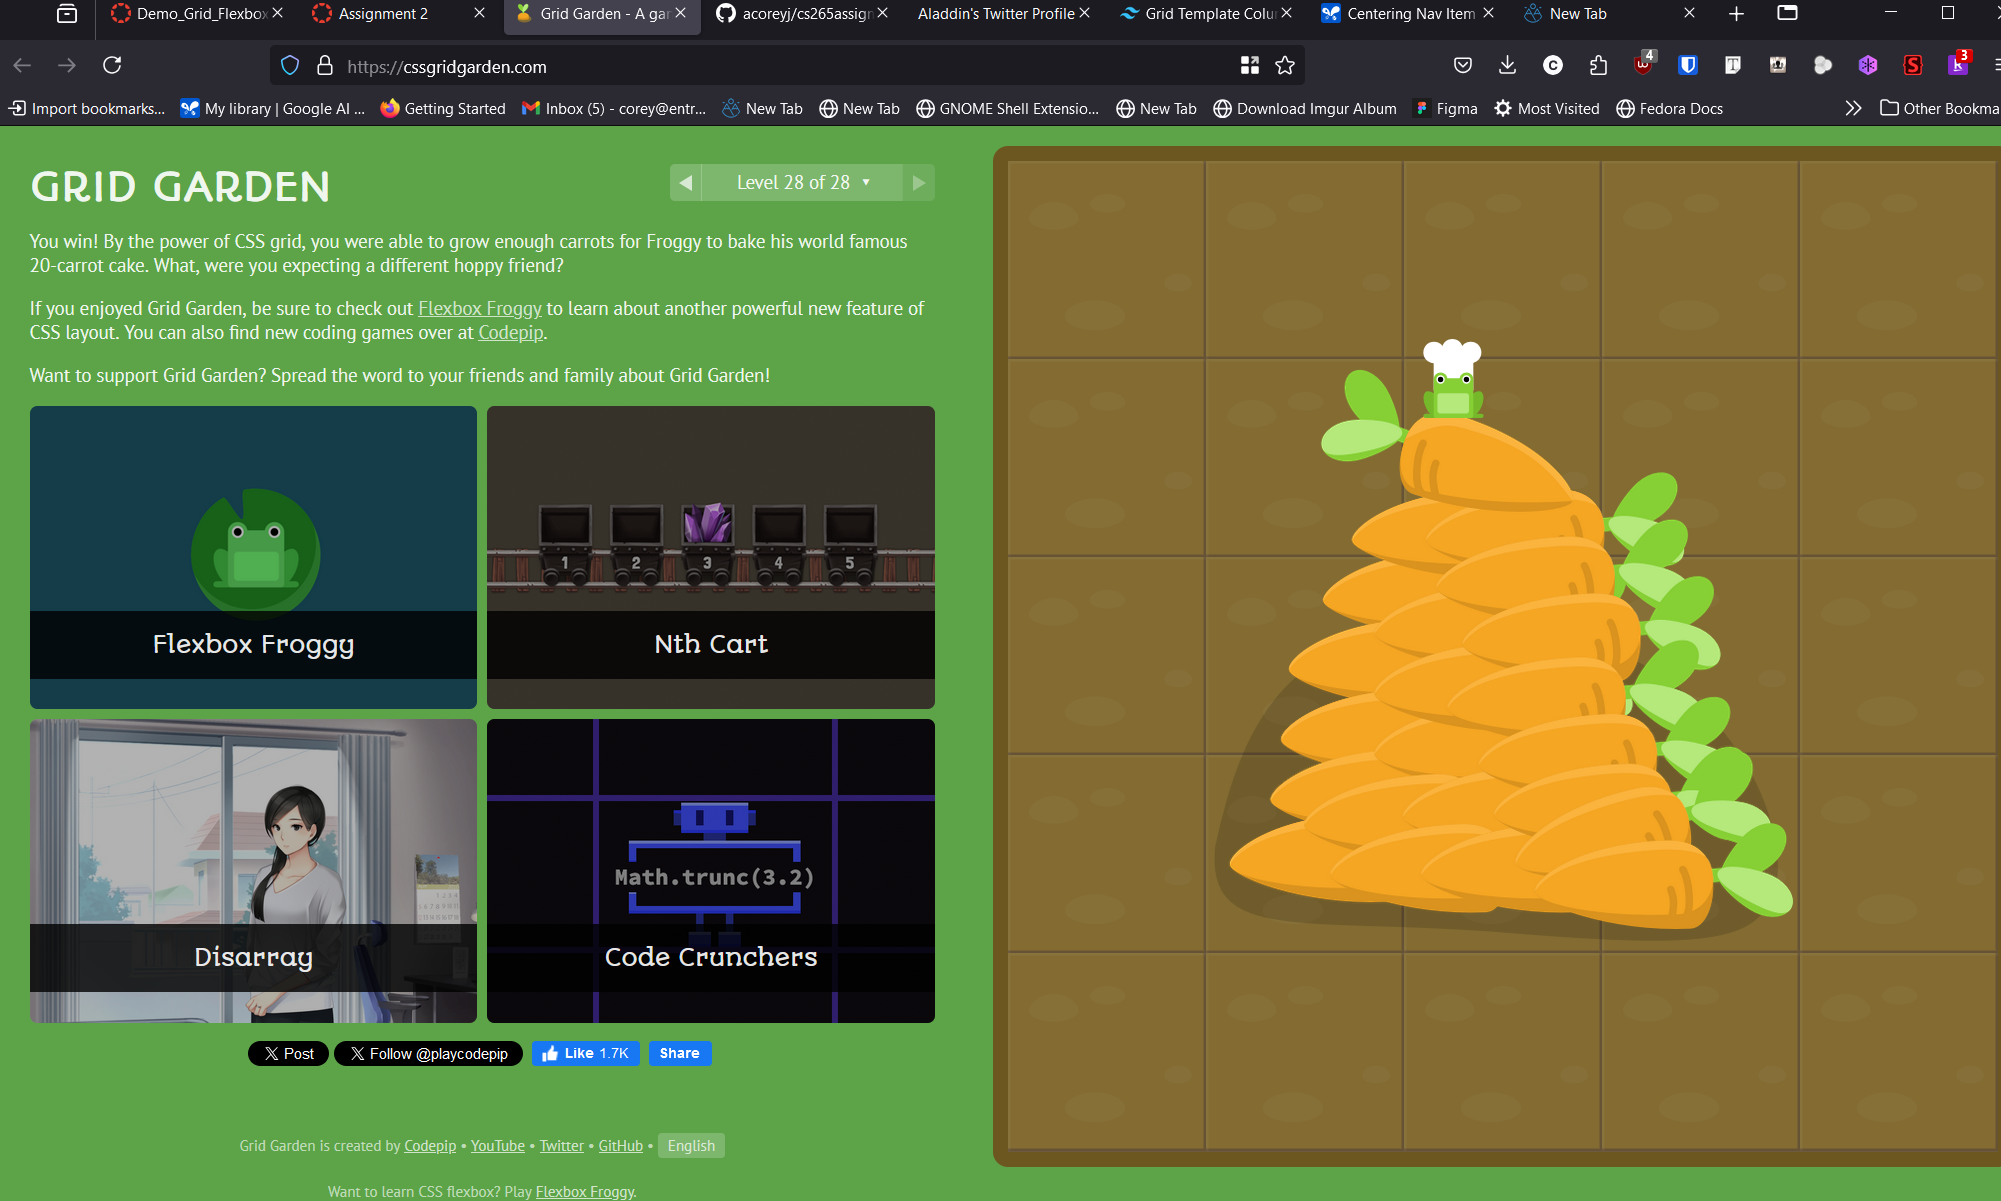 Demo_Grid_Flexbox
Assignment 2
Grid Garden - A gar
acoreyj/cs265assign
Aladdin's Twitter Profile
Grid Template Colu
Centering Nav Item
New Tab
https://cssgridgarden.com
4
3
Import bookmarks...
My library | Google AI ...
Getting Started
Inbox (5) - corey@entr...
New Tab
New Tab
GNOME Shell Extensio...
New Tab
Download Imgur Album
Figma
Most Visited
Fedora Docs
Other Bookma
GRID GARDEN
Level 28 of 28
You win! By the power of CSS grid, you were able to grow enough carrots for Froggy to bake his world famous
20-carrot cake. What, were you expecting a different hoppy friend?
If you enjoyed Grid Garden, be sure to check out Flexbox Froggy to learn about another powerful new feature of
CSS layout. You can also find new coding games over at Codepip.
Want to support Grid Garden? Spread the word to your friends and family about Grid Garden!
Flexbox Froggy
1 2 3 4 5
Nth Cart
Disarray
Math.trunc(3.2)
Code Crunchers
X Post
X Follow @playcodepip
Like 1.7K
Share
Grid Garden is created by Codepip • YouTube • Twitter • GitHub • English
Want to learn CSS flexbox? Play Flexbox Froggy.